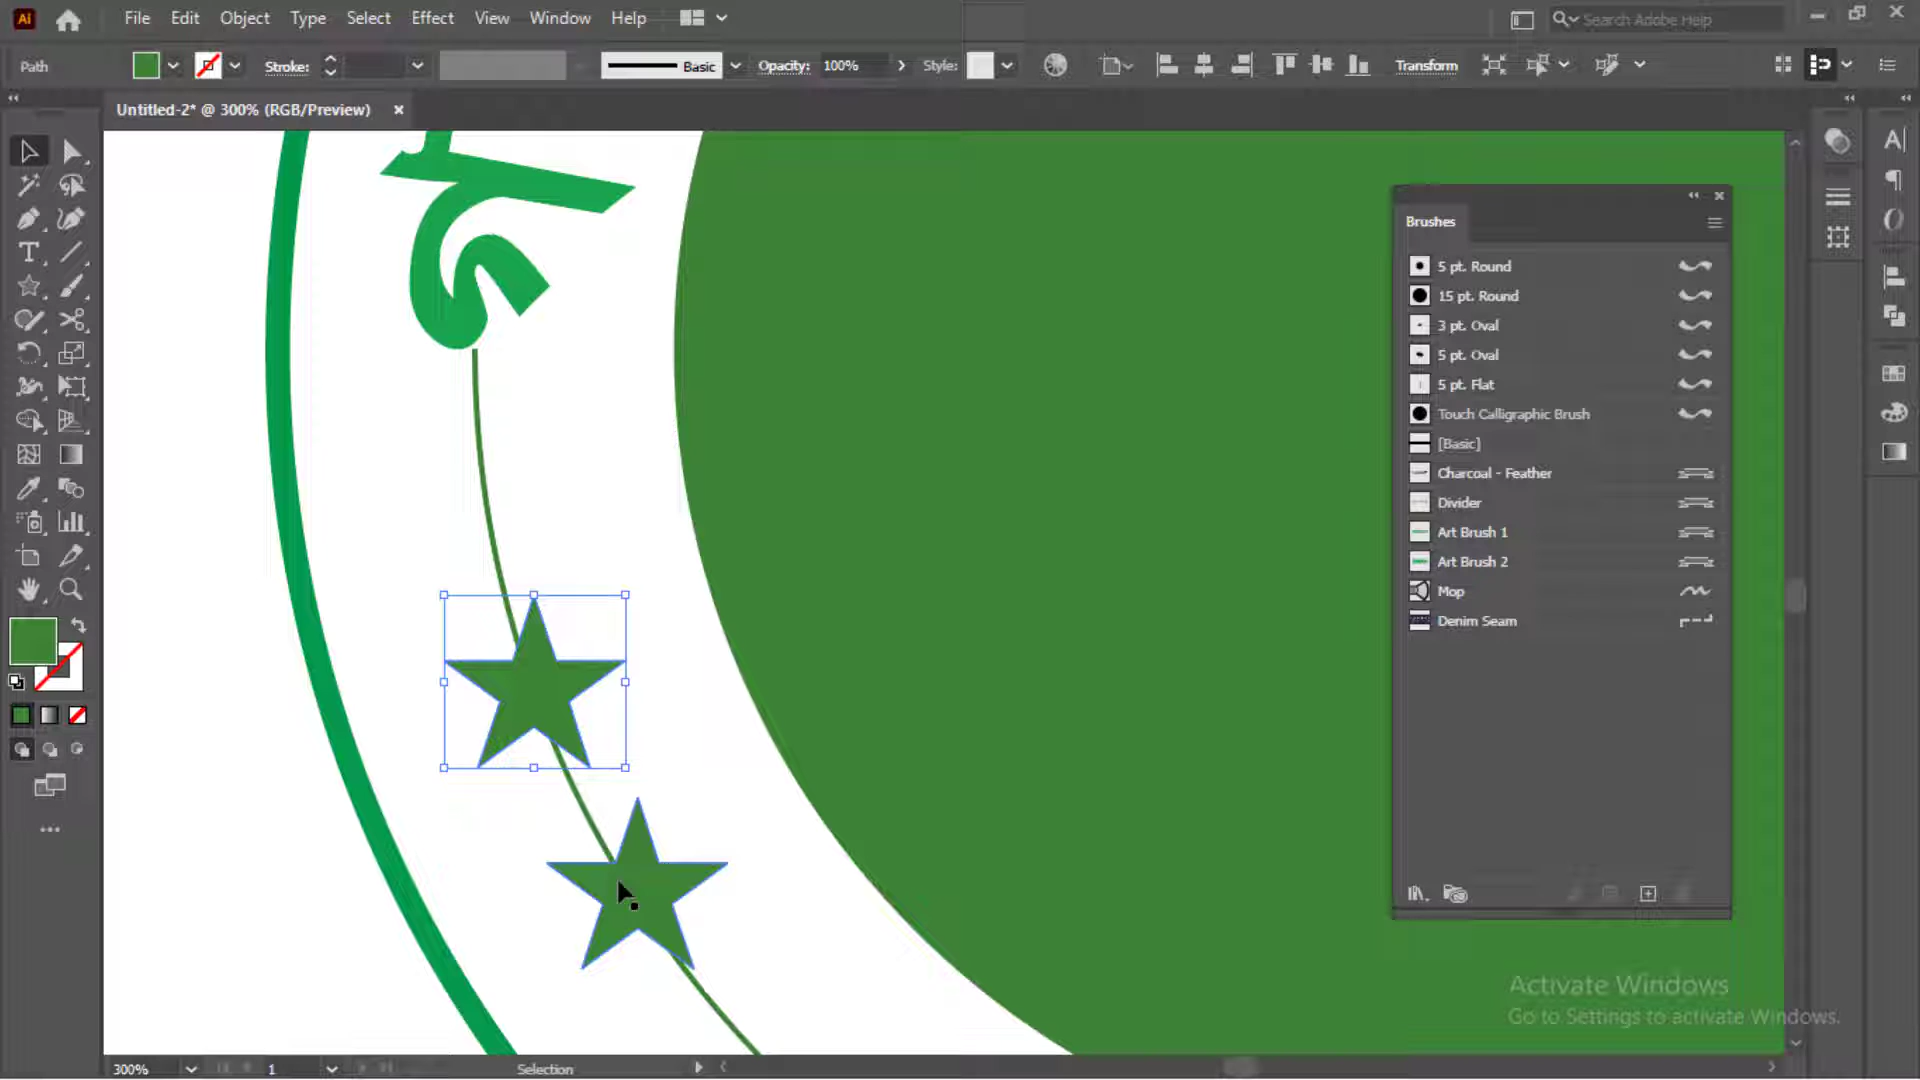 Ai File Edit Object Type Select Effect View Window Help Search Adobe Help
Path Stroke: Basic Opacity: 100% Style: Transform
Untitled-2* @ 300% (RGB/Preview)
Brushes
5 pt. Round
15 pt. Round
3 pt. Oval
5 pt. Oval
5 pt. Flat
Touch Calligraphic Brush
[Basic]
Charcoal - Feather
Divider
Art Brush 1
Art Brush 2
Mop
Denim Seam
Activate Windows
Go to Settings to activate Windows.
300% 1 Selection